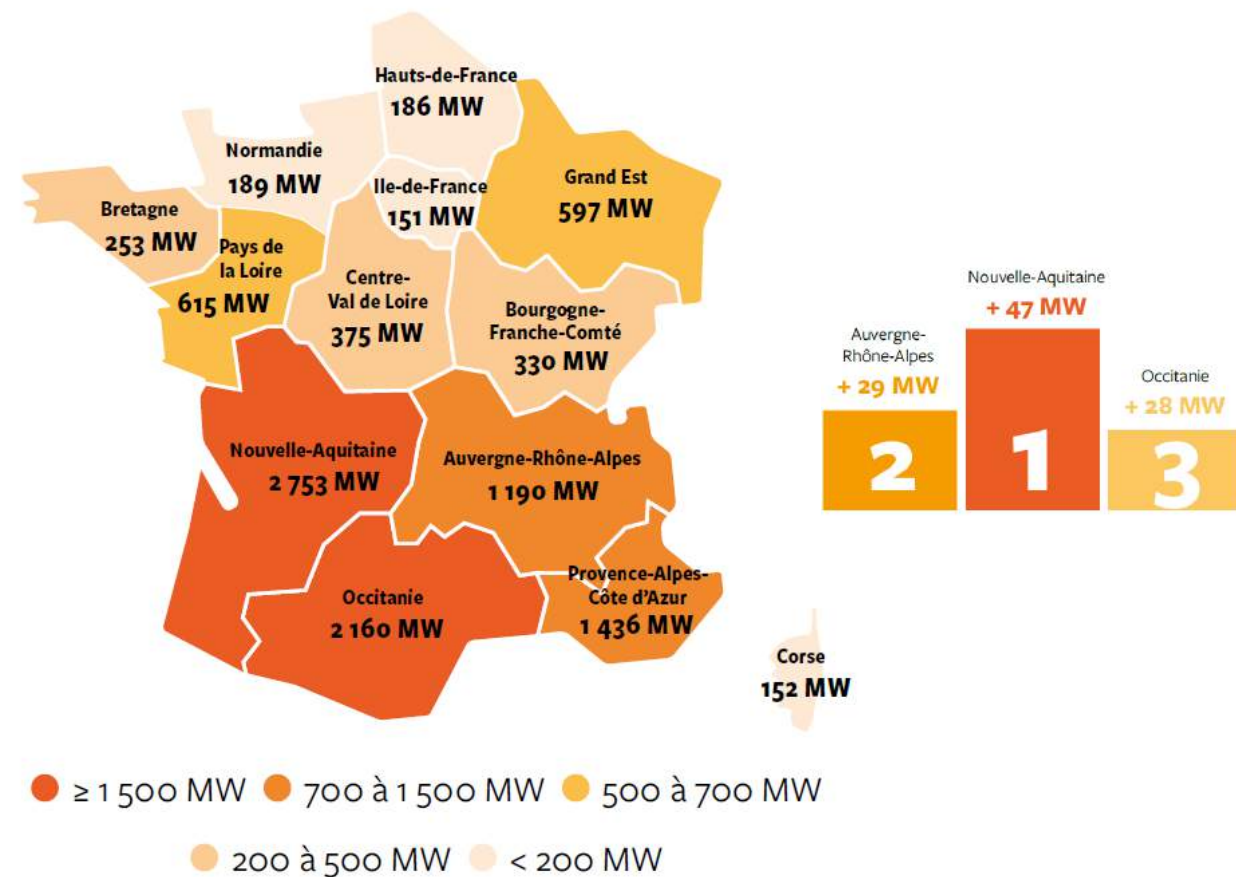 Hauts-de-France
186 MW
Normandie
189 MW
Ile-de-France
151 MW
Grand Est
597 MW
Bretagne
253 MW
Pays de
la Loire
615 MW
Centre-
Val de Loire
375 MW
Bourgogne-
Franche-Comté
330 MW
Nouvelle-Aquitaine
2 753 MW
Auvergne-Rhône-Alpes
1 190 MW
Occitanie
2 160 MW
Provence-Alpes-
Côte d'Azur
1 436 MW
Corse
152 MW
Auvergne-
Rhône-Alpes
+ 29 MW
2
Nouvelle-Aquitaine
+ 47 MW
1
Occitanie
+ 28 MW
3
≥ 1 500 MW 700 à 1 500 MW 500 à 700 MW
200 à 500 MW < 200 MW